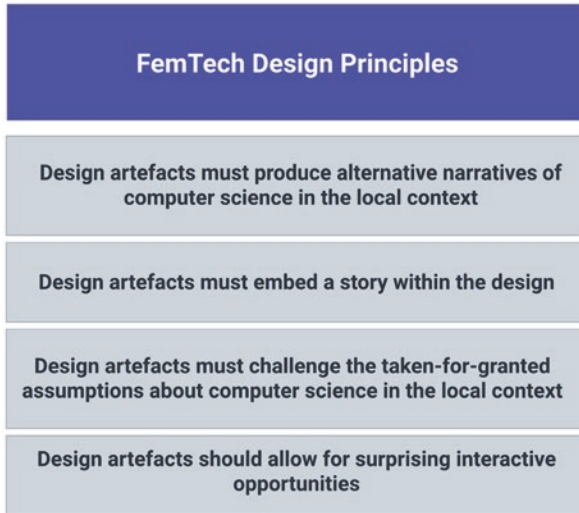 FemTech Design Principles
Design artefacts must produce alternative narratives of
computer science in the local context
Design artefacts must embed a story within the design
Design artefacts must challenge the taken-for-granted
assumptions about computer science in the local context
Design artefacts should allow for surprising interactive
opportunities